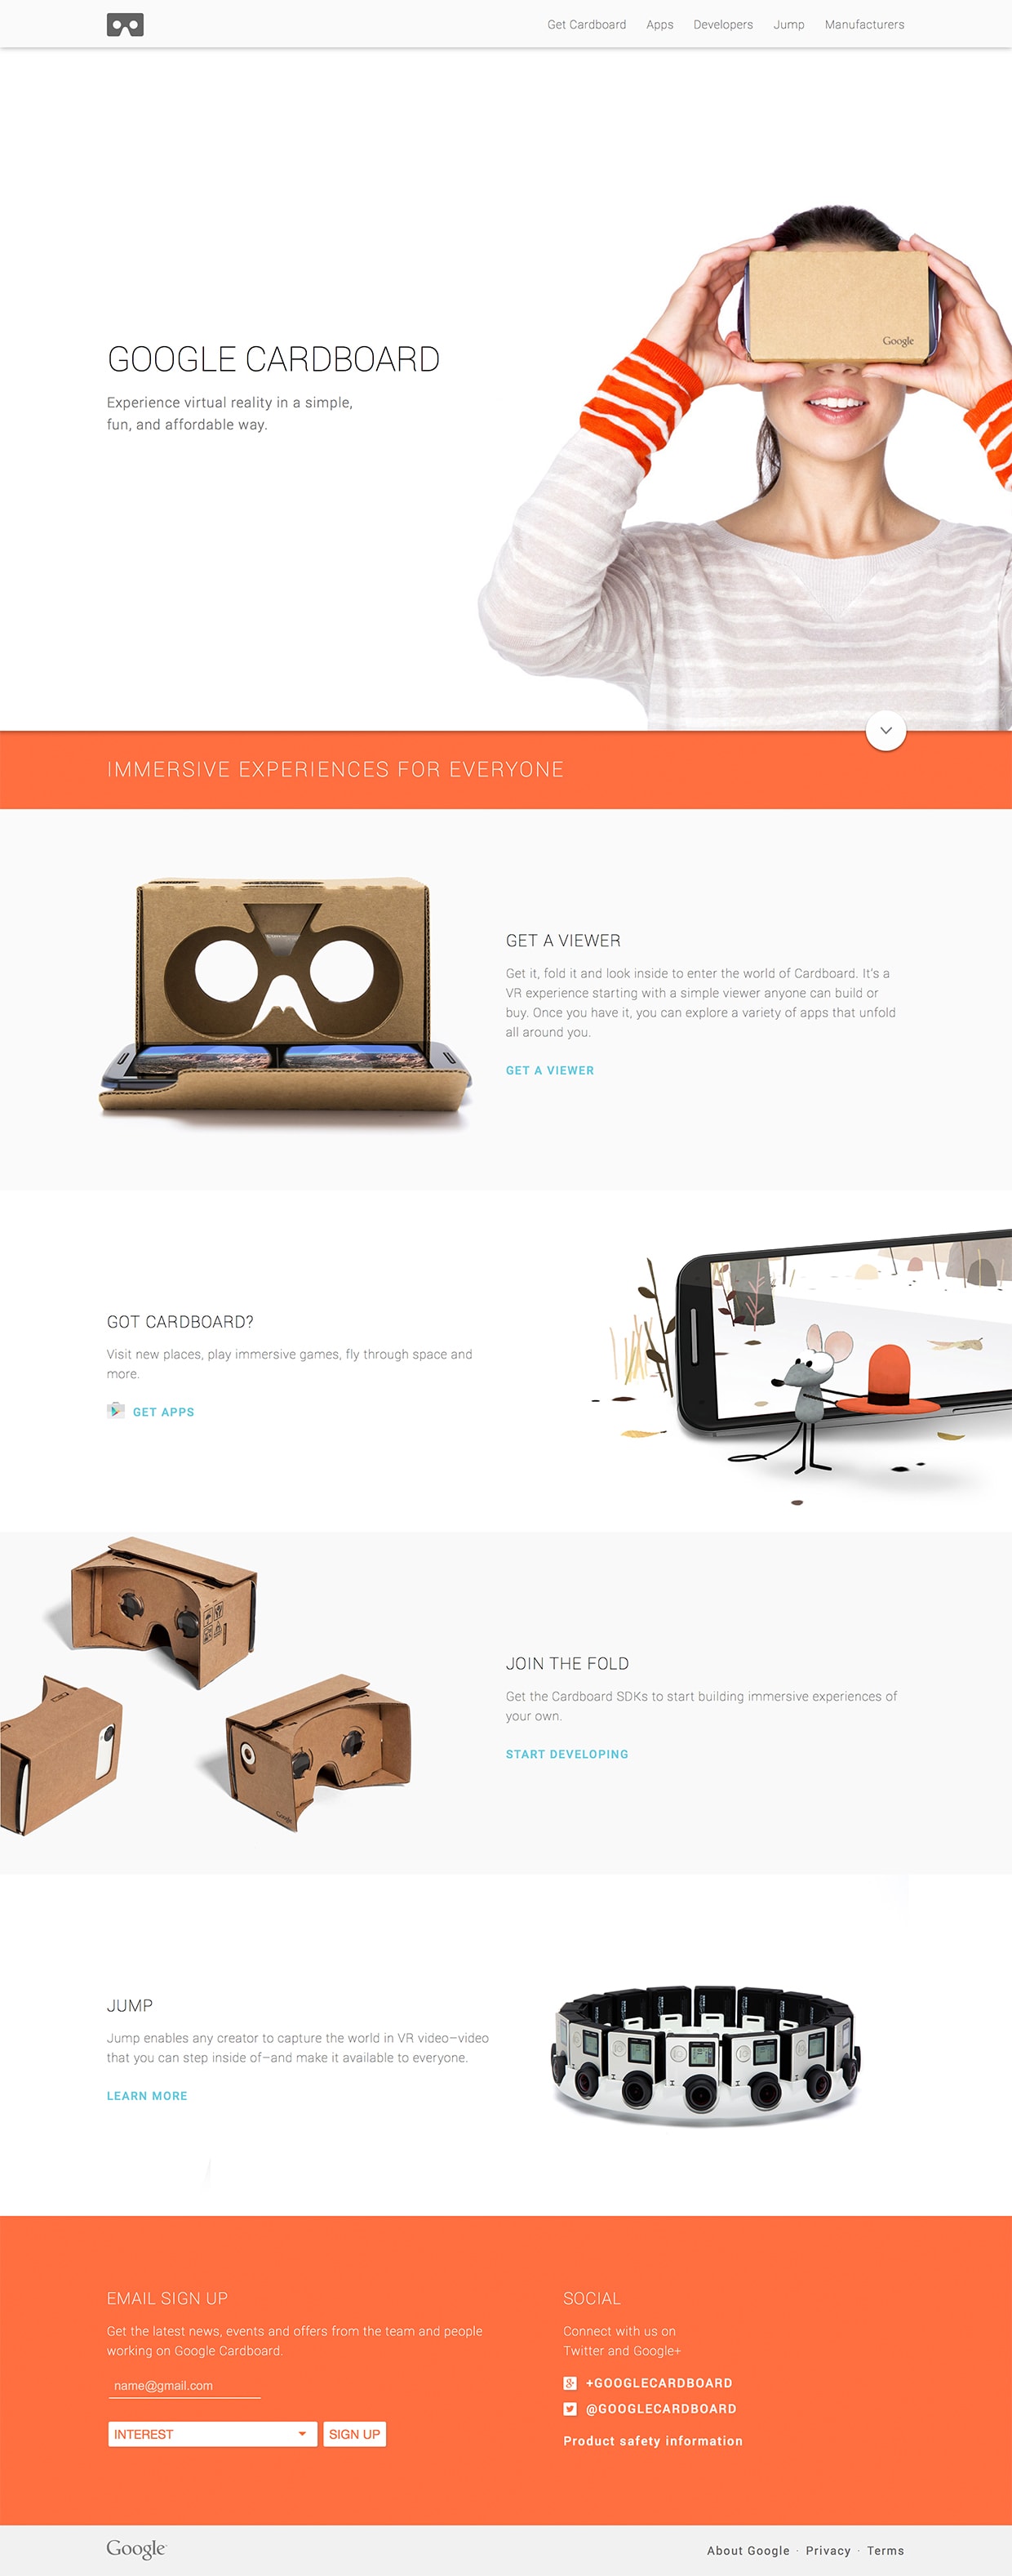 Get Cardboard Apps Developers Jump Manufacturers
Google
GOOGLE CARDBOARD
Experience virtual reality in a simple,
fun, and affordable way.
IMMERSIVE EXPERIENCES FOR EVERYONE
GET A VIEWER
Get it, fold it and look inside to enter the world of Cardboard. It's a
VR experience starting with a simple viewer anyone can build or
buy. Once you have it, you can explore a variety of apps that unfold
all around you.
GET A VIEWER
GOT CARDBOARD?
Visit new places, play immersive games, fly through space and
more.
GET APPS
JOIN THE FOLD
Get the Cardboard SDKs to start building immersive experiences of
your own.
START DEVELOPING
Google
JUMP
Jump enables any creator to capture the world in VR video–video
that you can step inside of–and make it available to everyone.
LEARN MORE
EMAIL SIGN UP
Get the latest news, events and offers from the team and people
working on Google Cardboard.
name@gmail.com
INTEREST
SIGN UP
SOCIAL
Connect with us on
Twitter and Google+
+GOOGLECARDBOARD
@GOOGLECARDBOARD
Product safety information
Google
About Google · Privacy · Terms